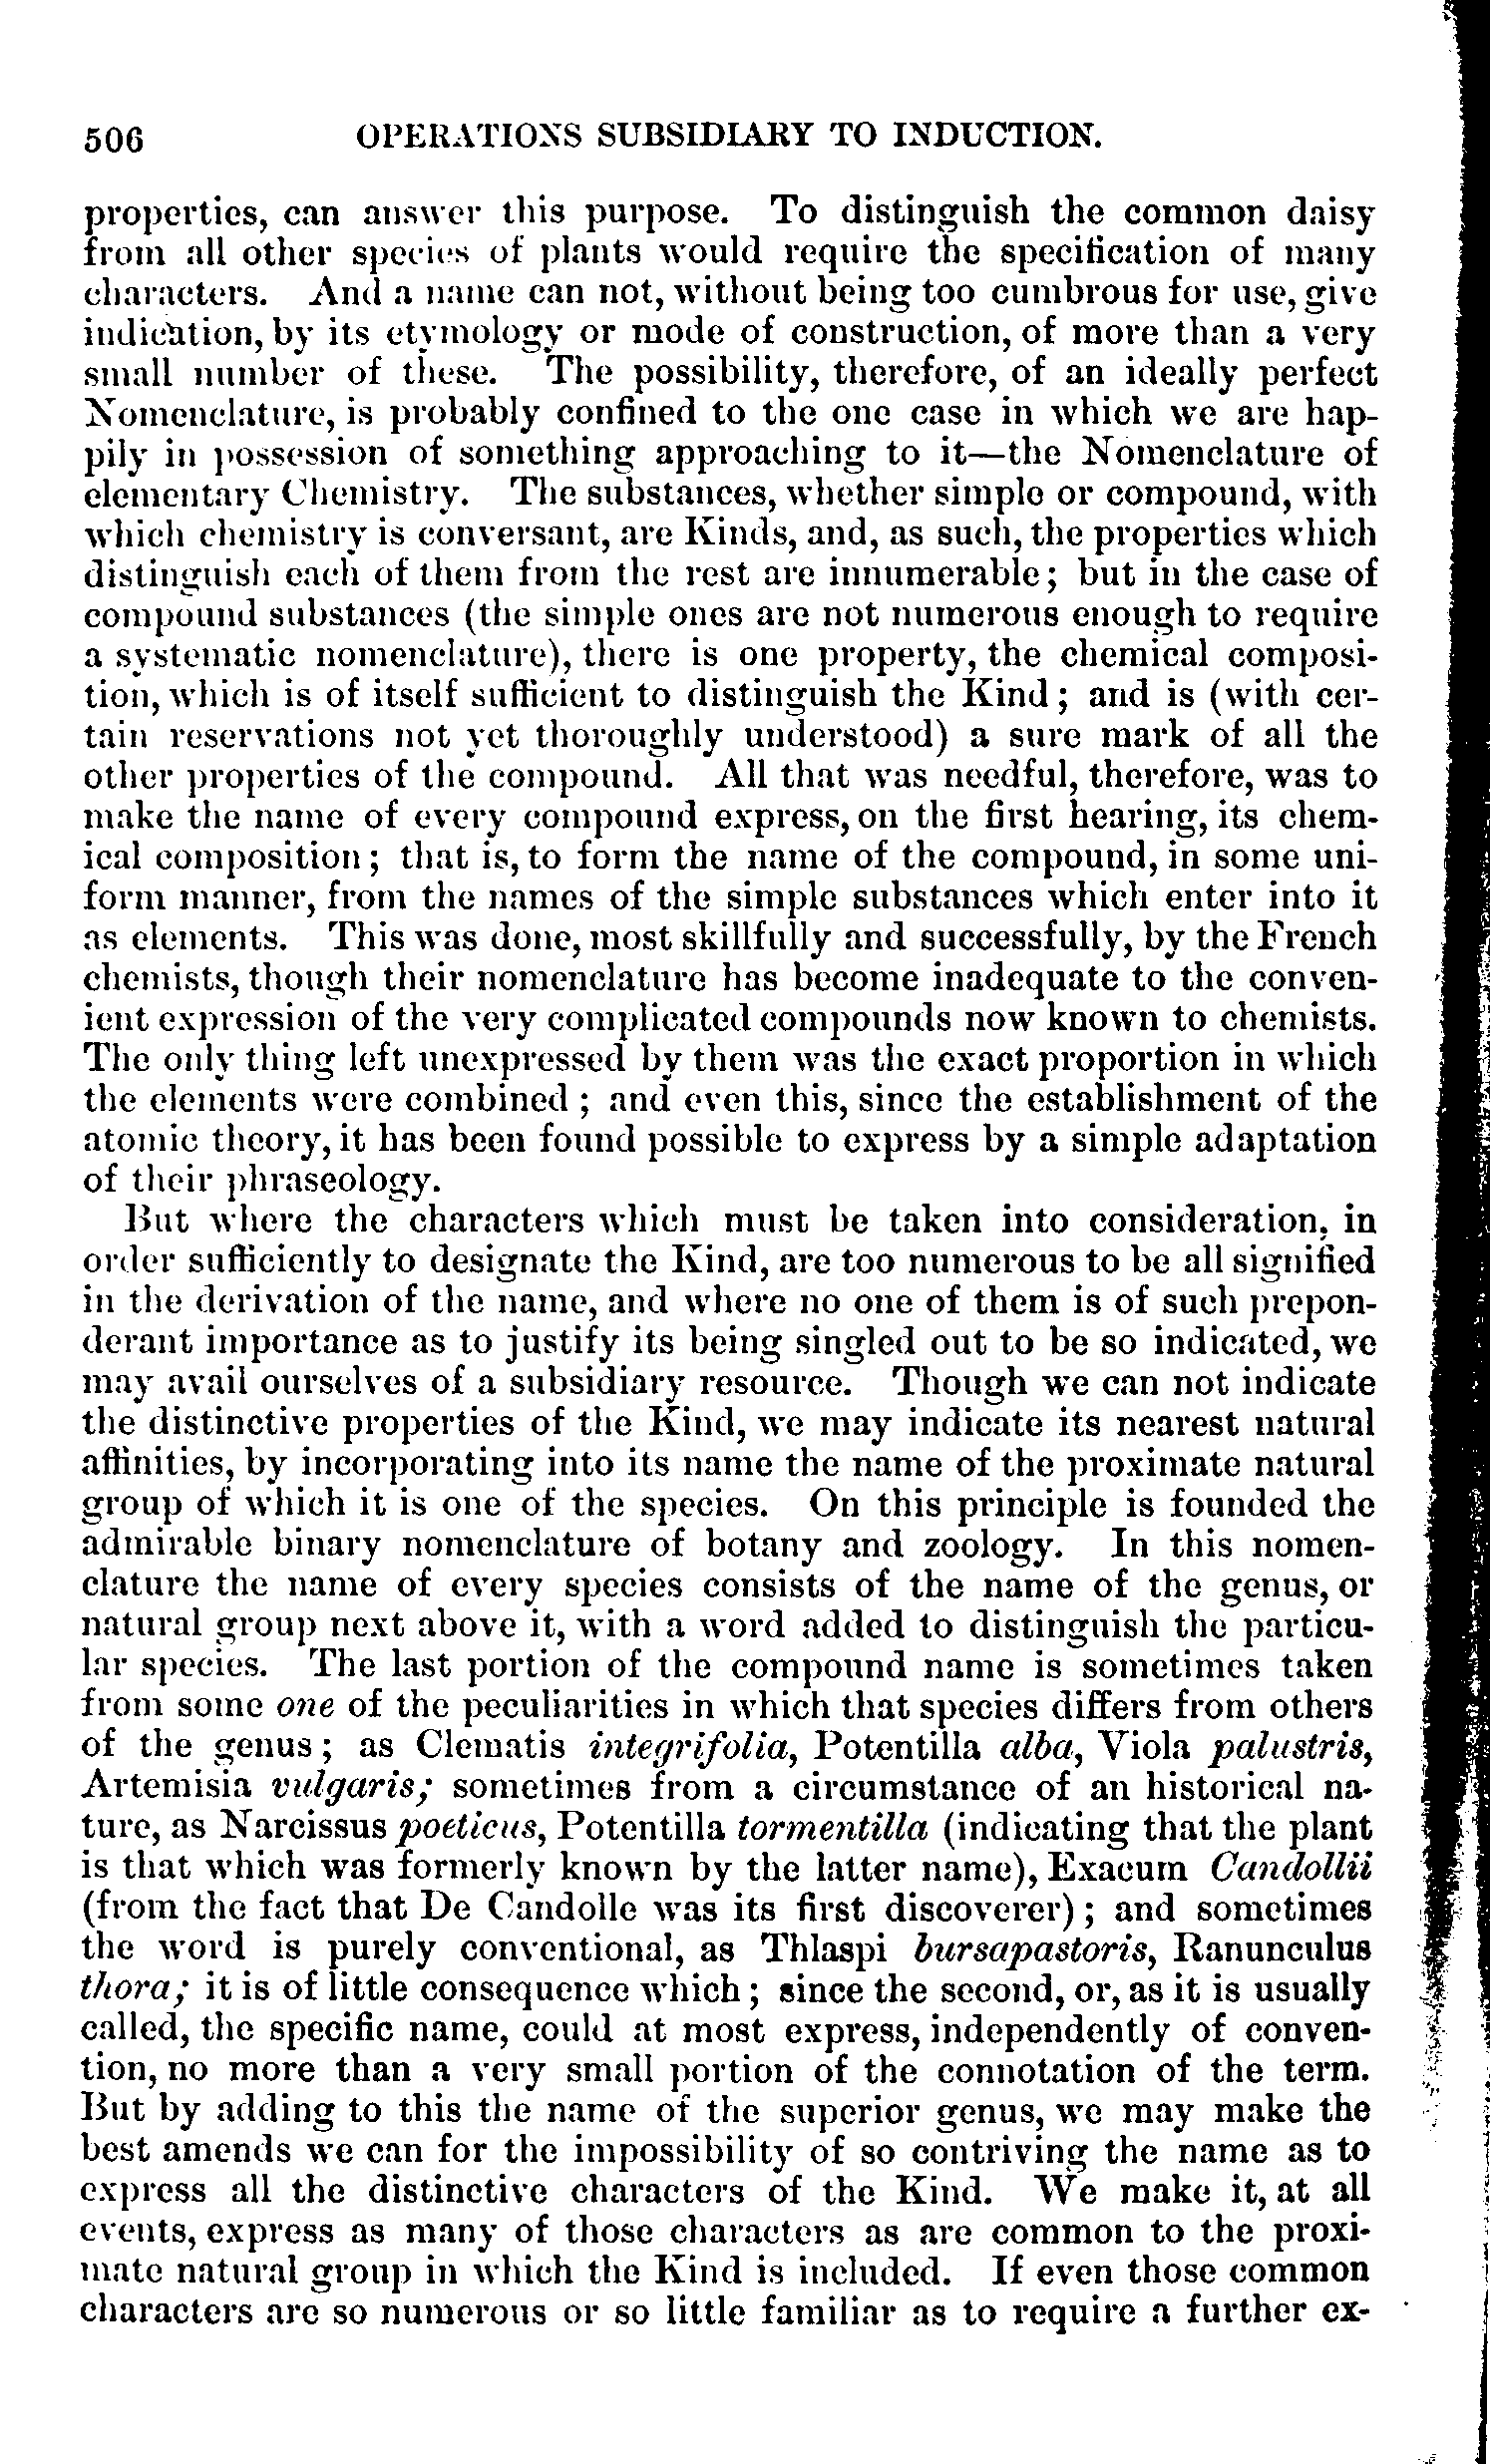 506 OPERATIONS SUBSIDIARY TO INDUCTION.
properties, can answer this purpose. To distinguish the common daisy
from all other species of plants would require the specification of many
characters. And a name can not, without being too cumbrous for use, give
indication, by its etymology or mode of construction, of more than a very
small number of these. The possibility, therefore, of an ideally perfect
Nomenclature, is probably confined to the one case in which we are hap-
pily in possession of something approaching to it—the Nomenclature of
elementary Chemistry. The substances, whether simple or compound, with
which chemistry is conversant, are Kinds, and, as such, the properties which
distinguish each of them from the rest are innumerable; but in the case of
compound substances (the simple ones are not numerous enough to require
a systematic nomenclature), there is one property, the chemical composi-
tion, which is of itself sufficient to distinguish the Kind; and is (with cer-
tain reservations not yet thoroughly understood) a sure mark of all the
other properties of the compound. All that was needful, therefore, was to
make the name of every compound express, on the first hearing, its chem-
ical composition; that is, to form the name of the compound, in some uni-
form manner, from the names of the simple substances which enter into it
as elements. This was done, most skillfully and successfully, by the French
chemists, though their nomenclature has become inadequate to the conven-
ient expression of the very complicated compounds now known to chemists.
The only thing left unexpressed by them was the exact proportion in which
the elements were combined; and even this, since the establishment of the
atomic theory, it has been found possible to express by a simple adaptation
of their phraseology.
But where the characters which must be taken into consideration, in
order sufficiently to designate the Kind, are too numerous to be all signified
in the derivation of the name, and where no one of them is of such prepon-
derant importance as to justify its being singled out to be so indicated, we
may avail ourselves of a subsidiary resource. Though we can not indicate
the distinctive properties of the Kind, we may indicate its nearest natural
affinities, by incorporating into its name the name of the proximate natural
group of which it is one of the species. On this principle is founded the
admirable binary nomenclature of botany and zoology. In this nomen-
clature the name of every species consists of the name of the genus, or
natural group next above it, with a word added to distinguish the particu-
lar species. The last portion of the compound name is sometimes taken
from some one of the peculiarities in which that species differs from others
of the genus; as Clematis integrifolia, Potentilla alba, Viola palustris,
Artemisia vulgaris; sometimes from a circumstance of an historical na-
ture, as Narcissus poeticus, Potentilla tormentilla (indicating that the plant
is that which was formerly known by the latter name), Exacum Candollii
(from the fact that De Candolle was its first discoverer); and sometimes
the word is purely conventional, as Thlaspi bursapastoris, Ranunculus
thora; it is of little consequence which; since the second, or, as it is usually
called, the specific name, could at most express, independently of conven-
tion, no more than a very small portion of the connotation of the term.
But by adding to this the name of the superior genus, we may make the
best amends we can for the impossibility of so contriving the name as to
express all the distinctive characters of the Kind. We make it, at all
events, express as many of those characters as are common to the proxi-
mate natural group in which the Kind is included. If even those common
characters are so numerous or so little familiar as to require a further ex-